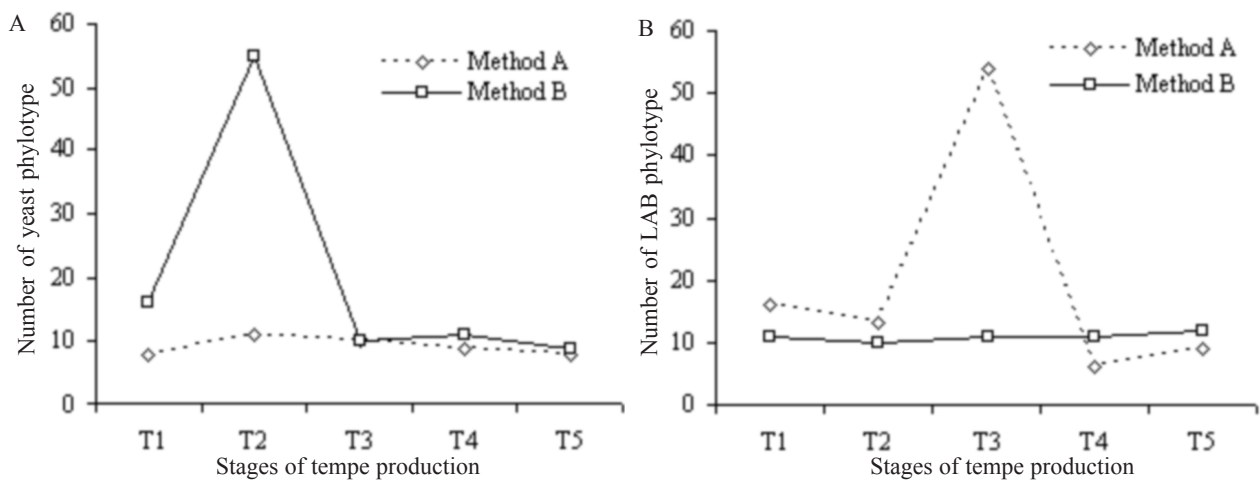 A
Number of yeast phylotype
60
50
40
30
20
10
0
Method A
Method B
T1 T2 T3 T4 T5
Stages of tempe production
B
Number of LAB phylotype
60
50
40
30
20
10
0
Method A
Method B
T1 T2 T3 T4 T5
Stages of tempe production